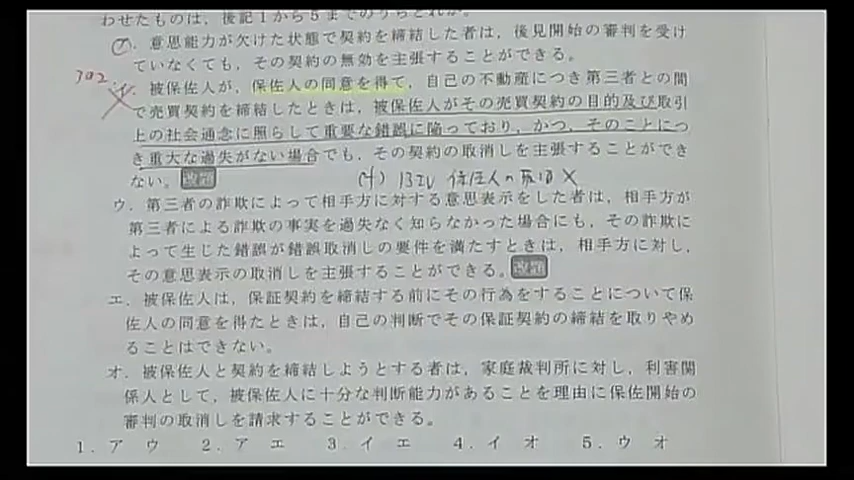 わせたものは、後記1から5までのうちどれか。
ア. 意思能力が欠けた状態で契約を締結した者は、後見開始の審判を受け
ていなくても、その契約の無効を主張することができる。
302
イ. 被保佐人が、保佐人の同意を得て、自己の不動産につき第三者との間
で売買契約を締結したときは、被保佐人がその売買契約の目的及び取引
上の社会通念に照らして重要な錯誤に陥っており、かつ、そのことにつ
き重大な過失がない場合でも、その契約の取消しを主張することができ
ない。改題
ウ. 第三者の詐欺によって相手方に対する意思表示をした者は、相手方が
第三者による詐欺の事実を過失なく知らなかった場合にも、その詐欺に
よって生じた錯誤が錯誤取消しの要件を満たすときは、相手方に対し、
その意思表示の取消しを主張することができる。改題
エ. 被保佐人は、保証契約を締結する前にその行為をすることについて保
佐人の同意を得たときは、自己の判断でその保証契約の締結を取りやめ
ることはできない。
オ. 被保佐人と契約を締結しようとする者は、家庭裁判所に対し、利害関
係人として、被保佐人に十分な判断能力があることを理由に保佐開始の
審判の取消しを請求することができる。
1. ア ウ 2. ア エ 3. イ エ 4. イ オ 5. ウ オ